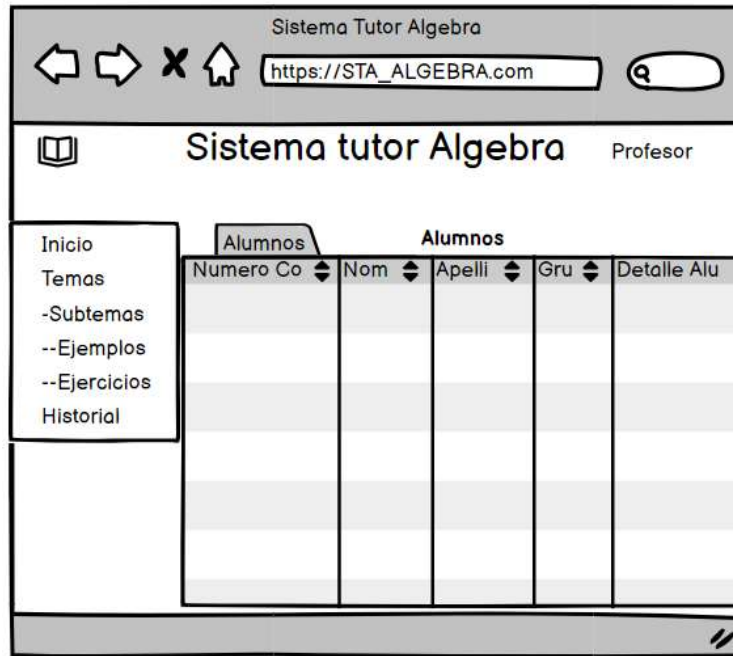 Sistema Tutor Algebra
https://STA_ALGEBRA.com
Sistema tutor Algebra
Profesor
Inicio
Temas
-Subtemas
--Ejemplos
--Ejercicios
Historial
Alumnos
Alumnos
Numero Co Nom Apelli Gru Detalle Alu